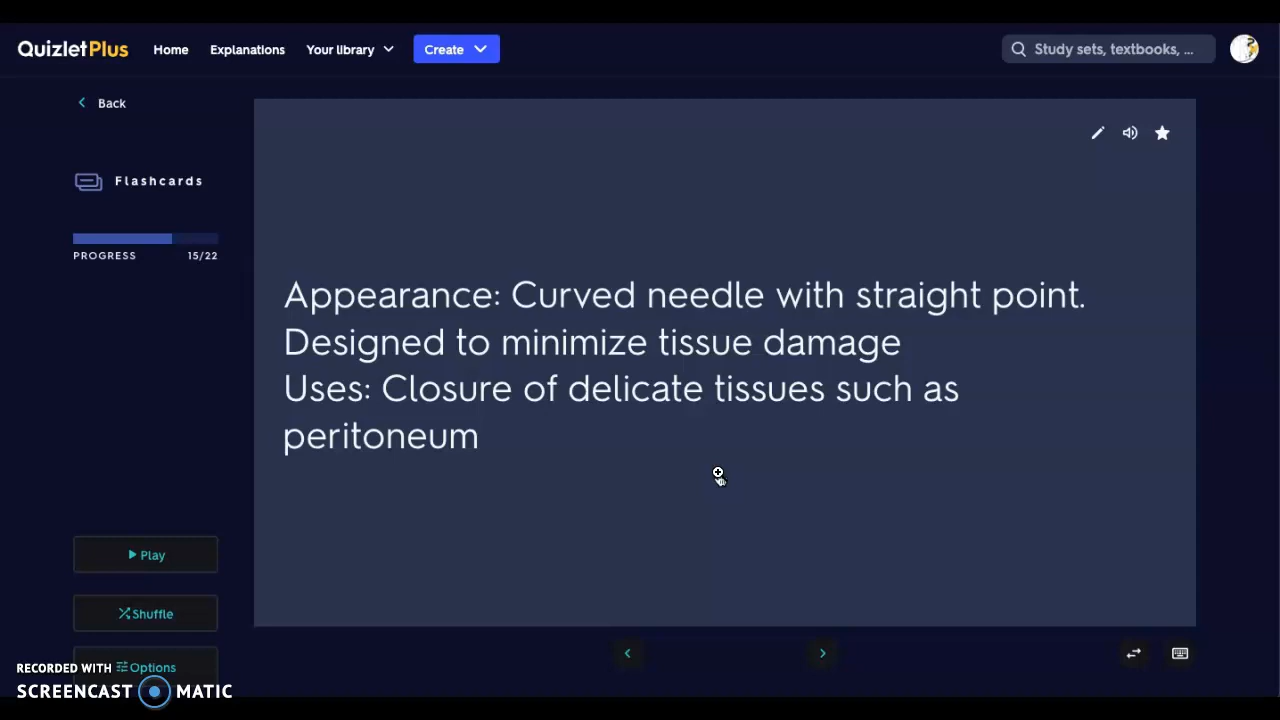 QuizletPlus Home Explanations Your library Create Study sets, textbooks, ...
Back
Flashcards
PROGRESS 15/22
Appearance: Curved needle with straight point.
Designed to minimize tissue damage
Uses: Closure of delicate tissues such as
peritoneum
Play
Shuffle
Options
RECORDED WITH
SCREENCAST MATIC